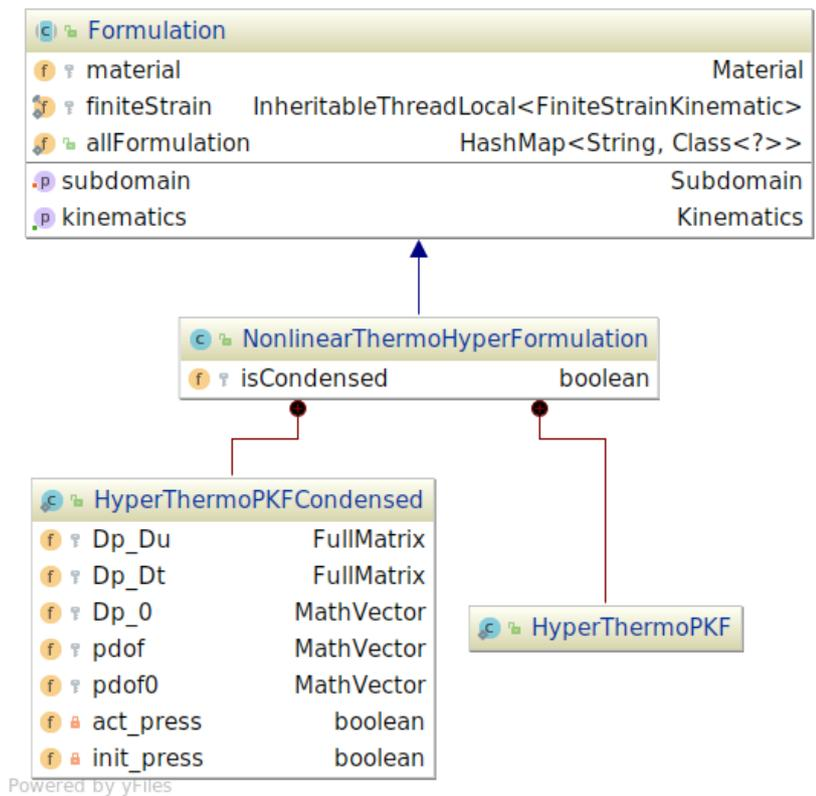 Formulation
material Material
finiteStrain InheritableThreadLocal<FiniteStrainKinematic>
allFormulation HashMap<String, Class<?>>
subdomain Subdomain
kinematics Kinematics
NonlinearThermoHyperFormulation
isCondensed boolean
HyperThermoPKFCondensed
Dp_Du FullMatrix
Dp_Dt FullMatrix
Dp_0 MathVector
pdof MathVector
pdof0 MathVector
act_press boolean
init_press boolean
HyperThermoPKF
Powered by yFiles